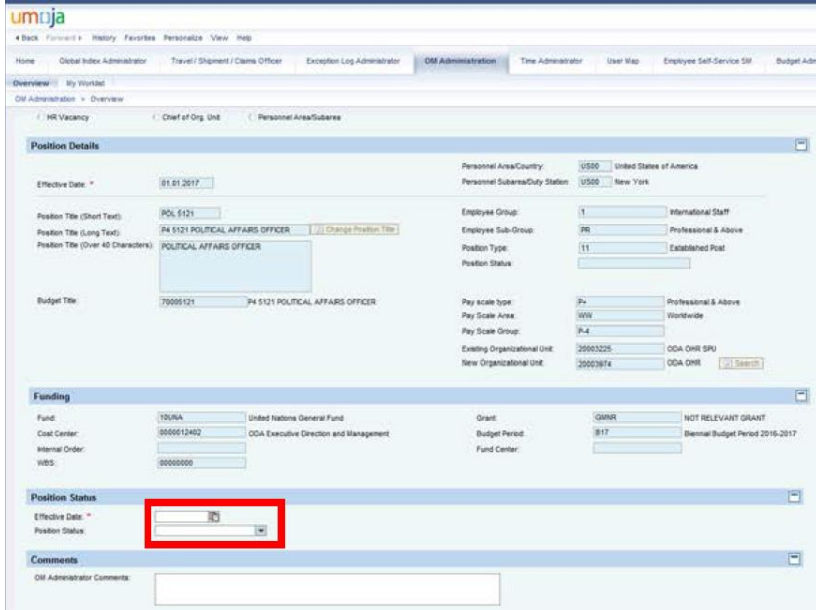 umoja
Back Forward History Favorites Personalize View Help
Home Global Index Administrator Travel / Shipment / Claims Officer Exception Log Administrator OM Administration Time Administrator User Map Employee Self-Service SM Budget Adm
Overview My Worklist
OM Administration > Overview
HR Vacancy Chief of Org. Unit Personnel Area/Subarea
Position Details
Personnel Area/Country: US00 United States of America
Effective Date: * 01.01.2017 Personnel Subarea/Duty Station: US00 New York
Position Title (Short Text): POL 5121 Employee Group: 1 International Staff
Position Title (Long Text): P4 5121 POLITICAL AFFAIRS OFFICER Change Position Title Employee Sub-Group: PR Professional & Above
Position Title (Over 40 Characters): POLITICAL AFFAIRS OFFICER Position Type: 11 Established Post
Position Status:
Budget Title: 70005121 P4 5121 POLITICAL AFFAIRS OFFICER Pay scale type: P+ Professional & Above
Pay Scale Area: WW Worldwide
Pay Scale Group: P-4
Existing Organizational Unit: 20003225 ODA OHR SPU
New Organizational Unit: 20003974 ODA OHR Search
Funding
Fund: 10UNA United Nations General Fund Grant: GMNR NOT RELEVANT GRANT
Cost Center: 0000012402 ODA Executive Direction and Management Budget Period: B17 Biennial Budget Period 2016-2017
Internal Order: Fund Center:
WBS: 00000000
Position Status
Effective Date: *
Position Status:
Comments
OM Administrator Comments: